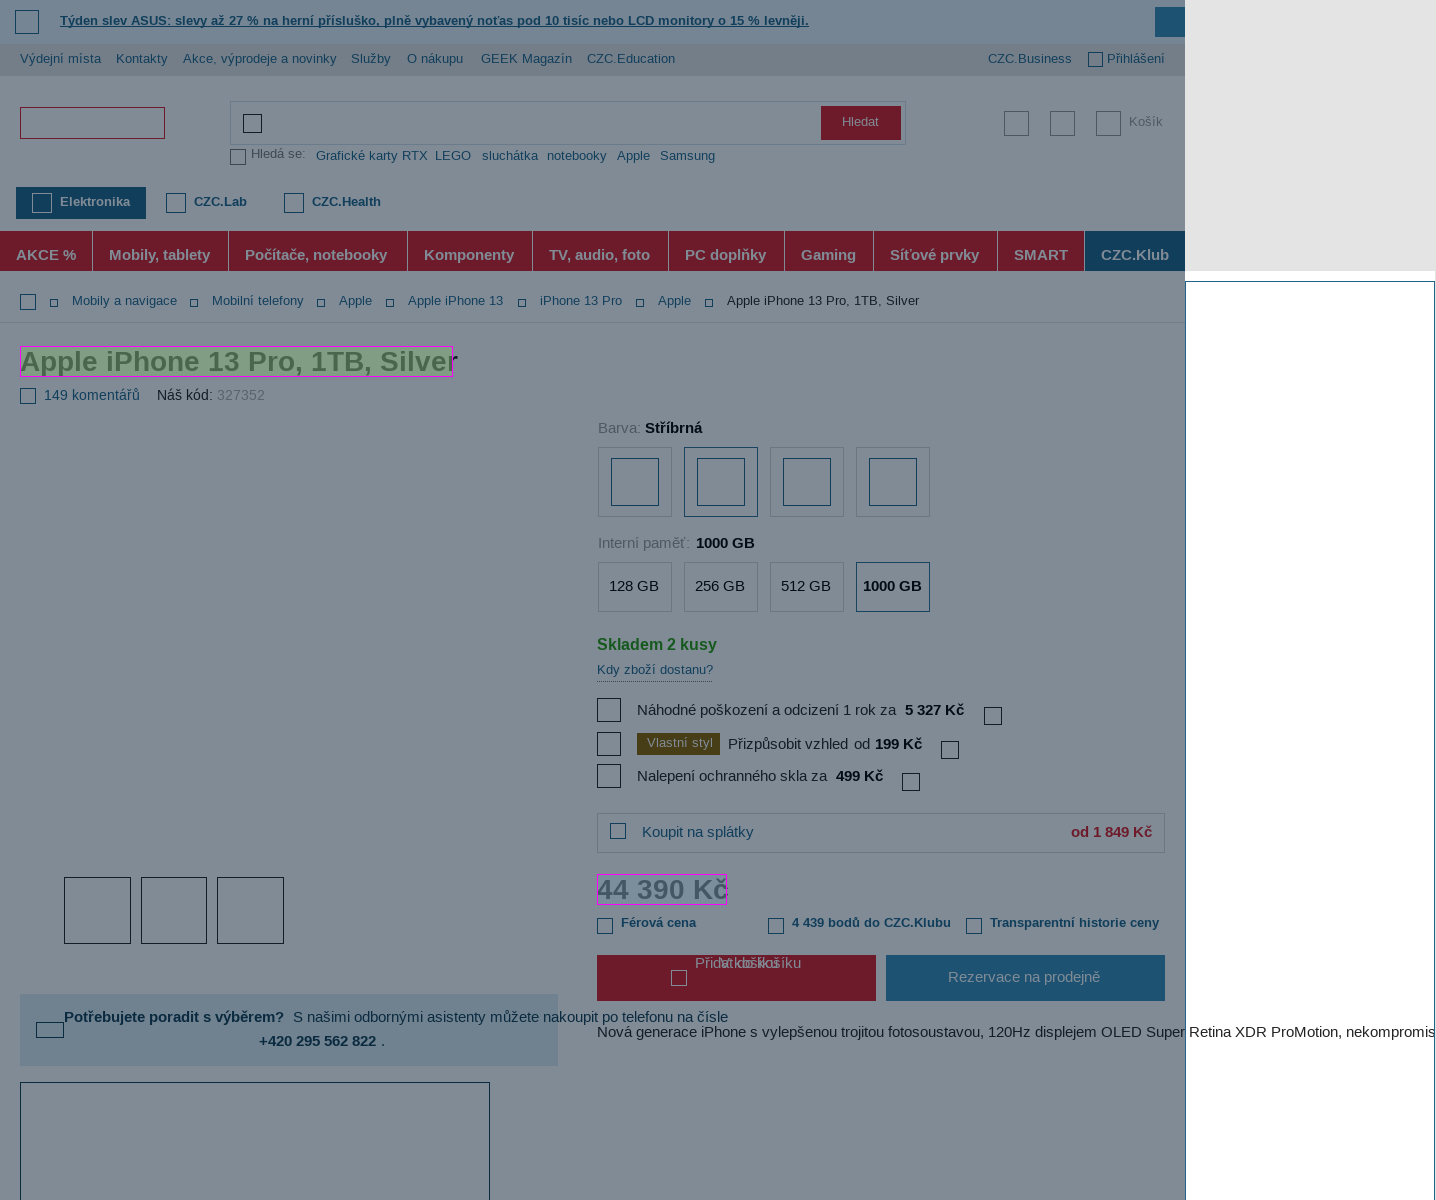 Týden slev ASUS: slevy až 27 % na herní přísluško, plně vybavený noťas pod 10 tisíc nebo LCD monitory o 15 % levněji.
Výdejní místa Kontakty Akce, výprodeje a novinky Služby O nákupu GEEK Magazín CZC.Education CZC.Business Přihlášení
Hledat Košík
Hledá se: Grafické karty RTX LEGO sluchátka notebooky Apple Samsung
Elektronika CZC.Lab CZC.Health
AKCE % Mobily, tablety Počítače, notebooky Komponenty TV, audio, foto PC doplňky Gaming Síťové prvky SMART CZC.Klub
Mobily a navigace Mobilní telefony Apple Apple iPhone 13 iPhone 13 Pro Apple Apple iPhone 13 Pro, 1TB, Silver
Apple iPhone 13 Pro, 1TB, Silver
149 komentářů Náš kód: 327352
Barva: Stříbrná
Interní paměť: 1000 GB
128 GB 256 GB 512 GB 1000 GB
Skladem 2 kusy
Kdy zboží dostanu?
Náhodné poškození a odcizení 1 rok za 5 327 Kč
Vlastní styl Přizpůsobit vzhled od 199 Kč
Nalepení ochranného skla za 499 Kč
Koupit na splátky od 1 849 Kč
44 390 Kč
Férová cena 4 439 bodů do CZC.Klubu Transparentní historie ceny
Přidat do košíku
V košíku
Rezervace na prodejně
Potřebujete poradit s výběrem? S našimi odbornými asistenty můžete nakoupit po telefonu na čísle
+420 295 562 822 .
Nová generace iPhone s vylepšenou trojitou fotosoustavou, 120Hz displejem OLED Super Retina XDR ProMotion, nekompromis